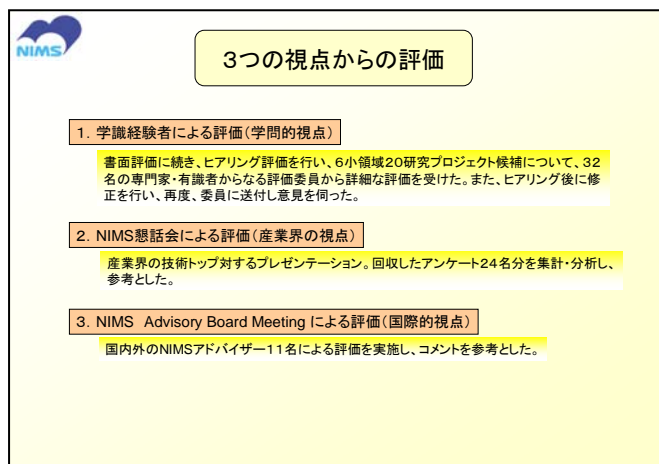 NIMS
3つの視点からの評価
1. 学識経験者による評価(学問的視点)
書面評価に続き、ヒアリング評価を行い、6小領域20研究プロジェクト候補について、32
名の専門家・有識者からなる評価委員から詳細な評価を受けた。また、ヒアリング後に修
正を行い、再度、委員に送付し意見を伺った。
2. NIMS懇話会による評価(産業界の視点)
産業界の技術トップ対するプレゼンテーション。回収したアンケート24名分を集計・分析し、
参考とした。
3. NIMS Advisory Board Meeting による評価(国際的視点)
国内外のNIMSアドバイザー11名による評価を実施し、コメントを参考とした。